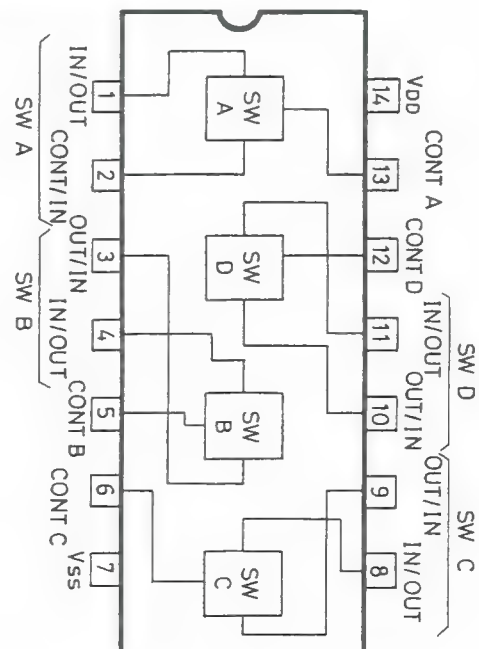 IN/OUT
1
SW A
CONT/IN
2
OUT/IN
3
SW B
IN/OUT
4
CONT B
5
CONT C
6
VSS
7
SW
A
SW
D
SW
B
SW
C
14
VDD
13
CONT A
12
CONT D
11
IN/OUT
SW D
10
OUT/IN
9
OUT/IN
SW C
8
IN/OUT